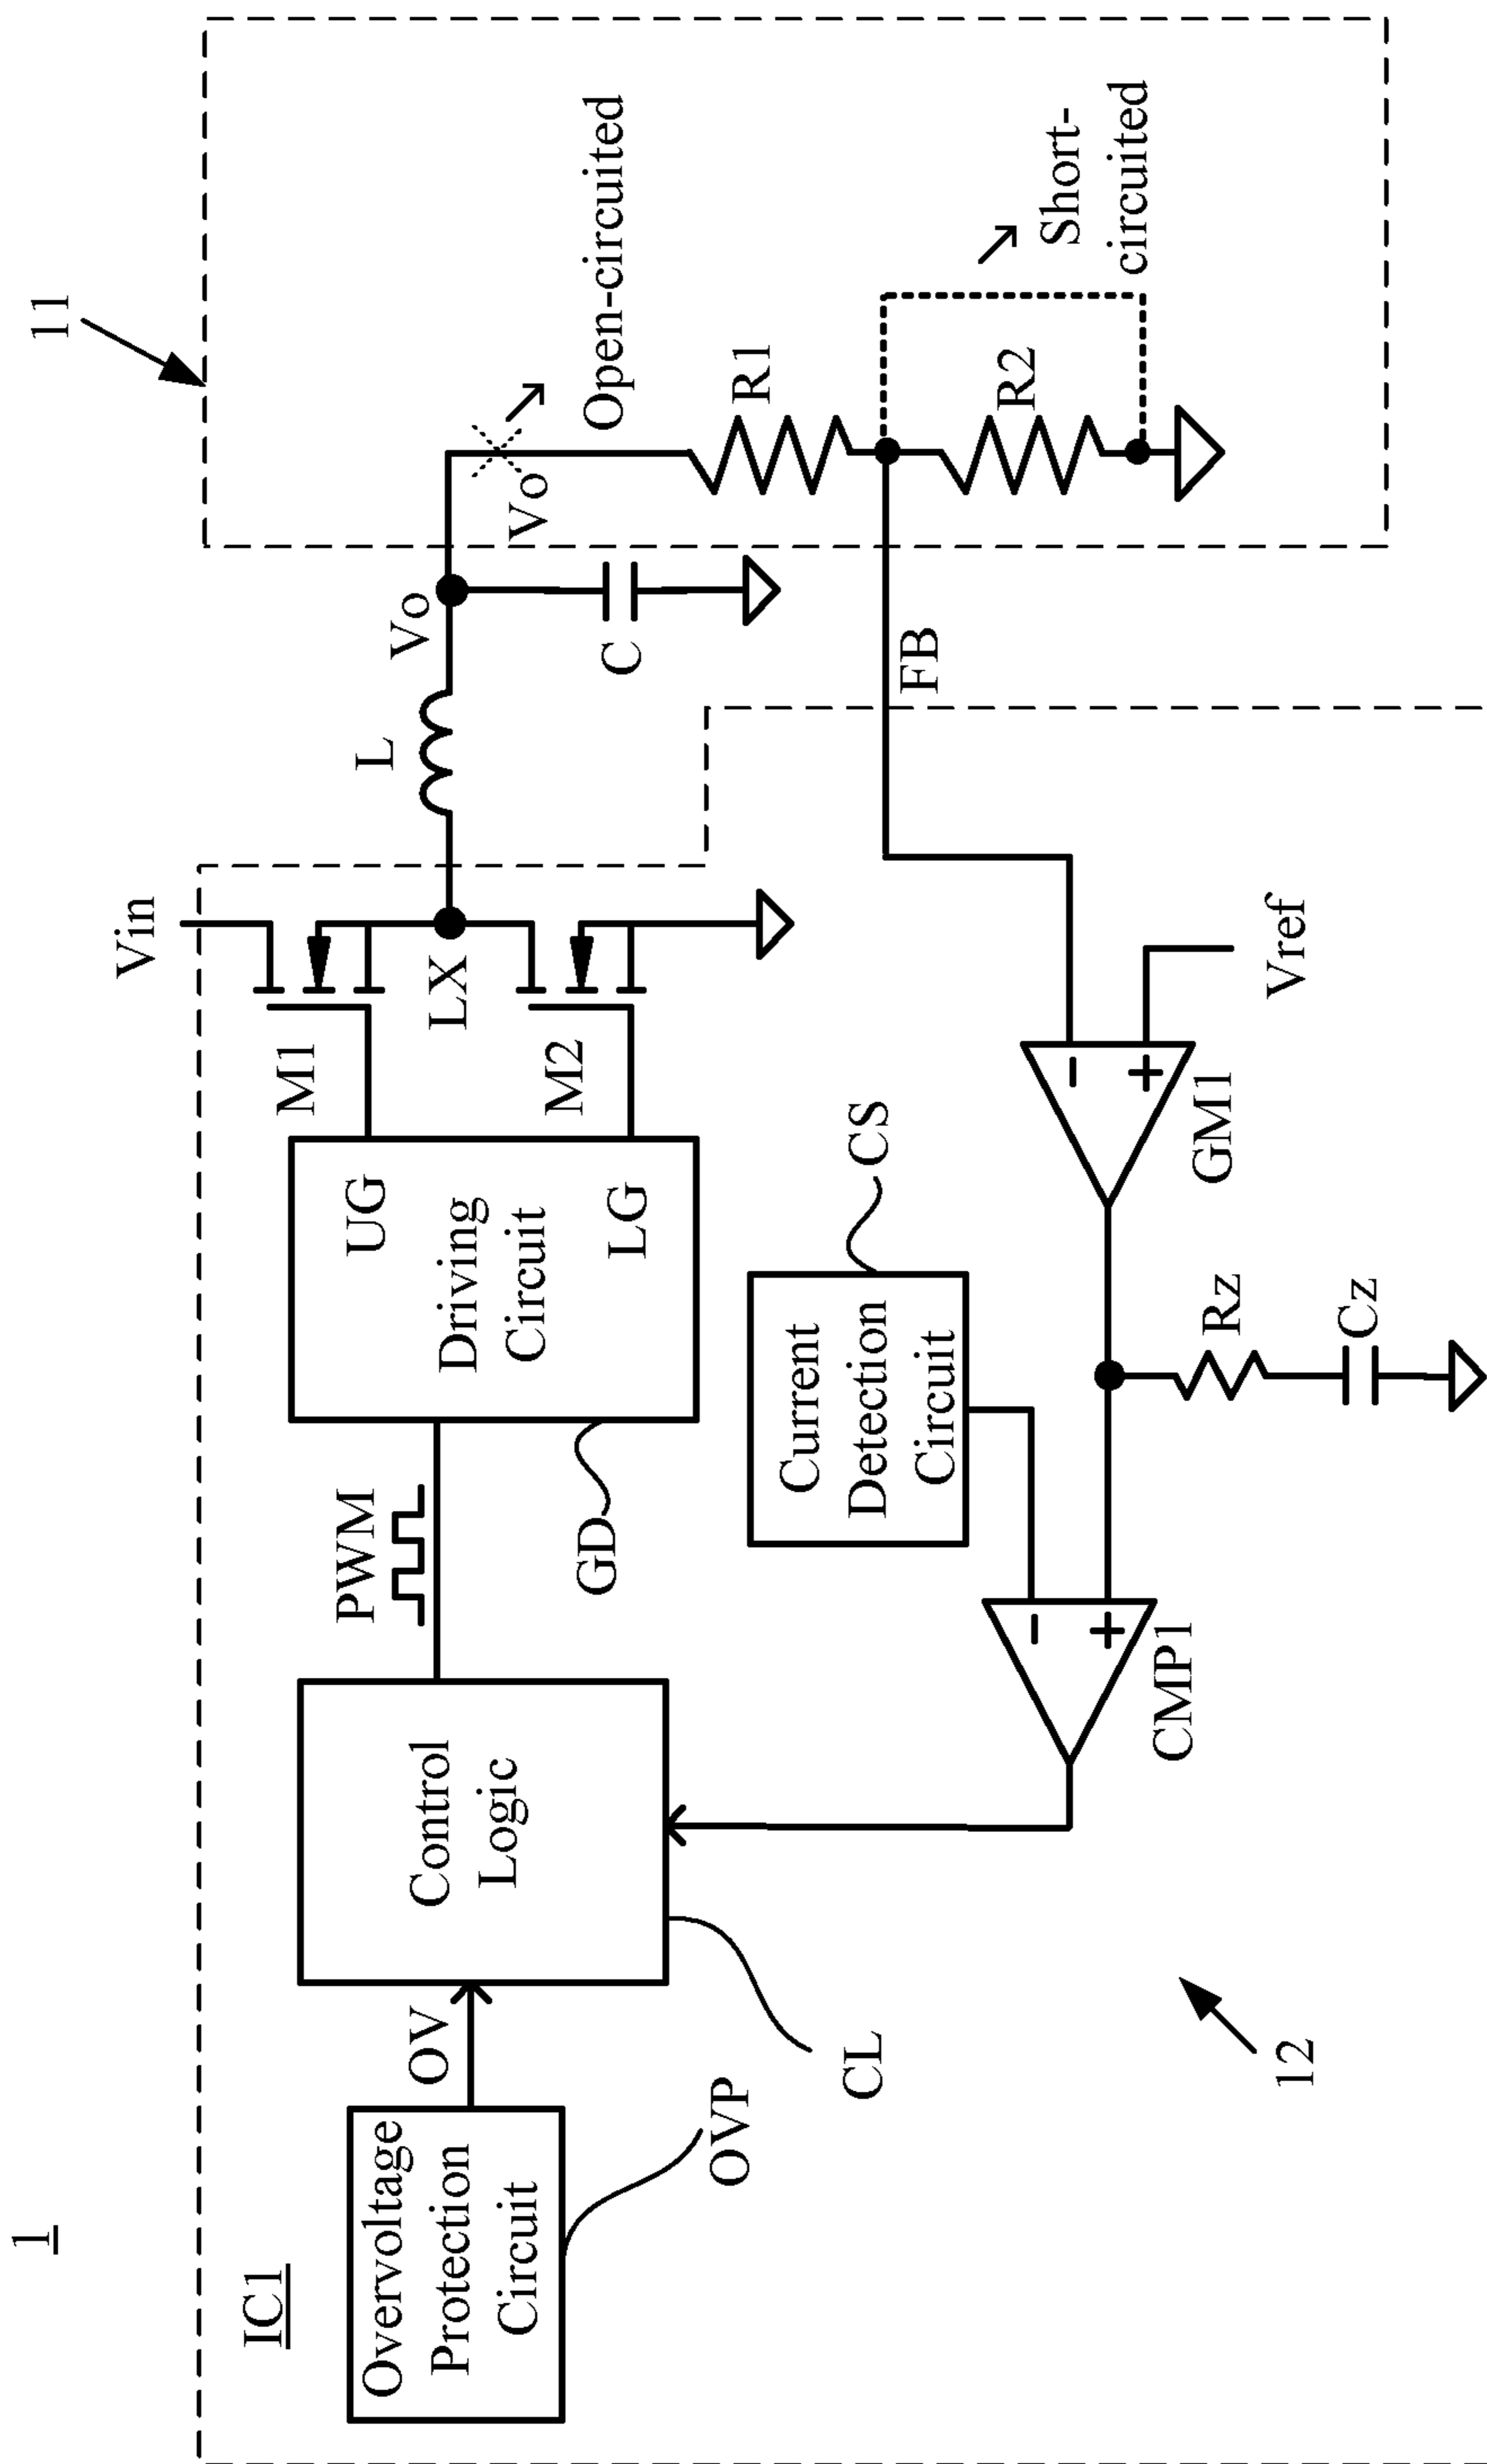 1
IC1
Overvoltage
Protection
Circuit
OVP
OV
Control
Logic
CL
PWM
GD
UG
Driving
Circuit
LG
M1
M2
Vin
LX
L
Vo
C
Vo
Open-circuited
11
R1
R2
Short-
circuited
FB
Vref
−
+
GM1
CS
Current
Detection
Circuit
Rz
Cz
−
+
CMP1
12